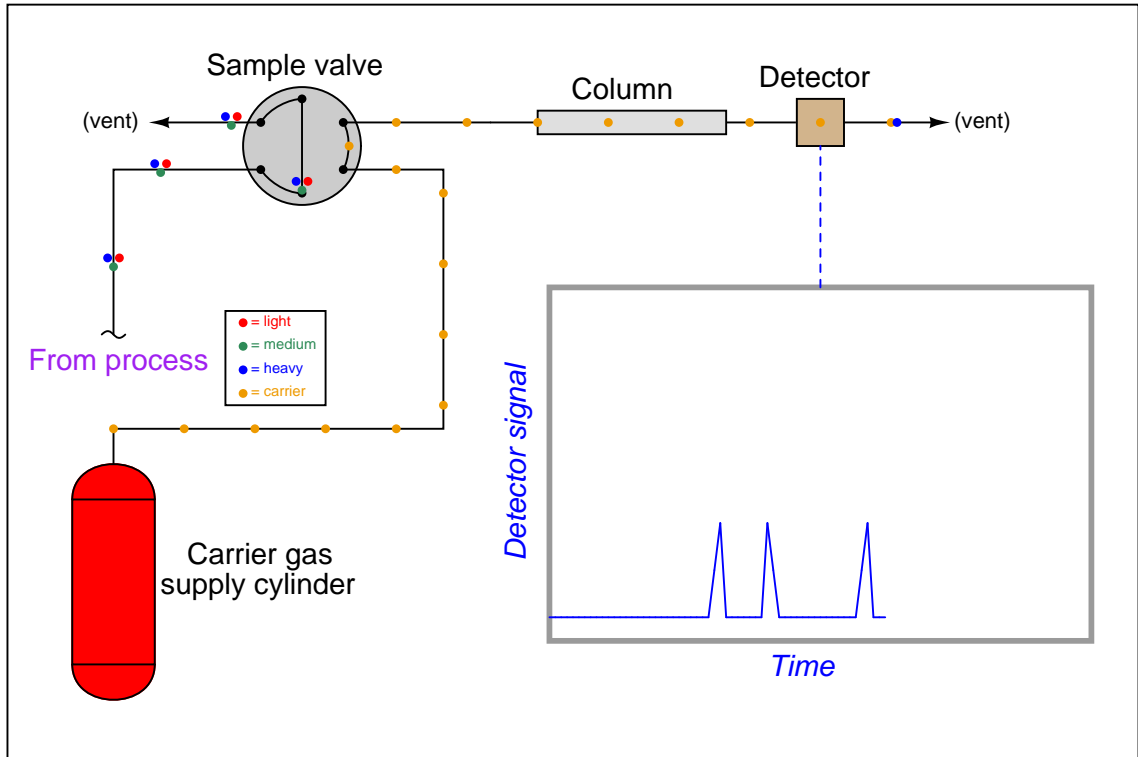 Sample valve
Column
Detector
(vent)
(vent)
= light
= medium
= heavy
= carrier
From process
Detector signal
Carrier gas
supply cylinder
Time